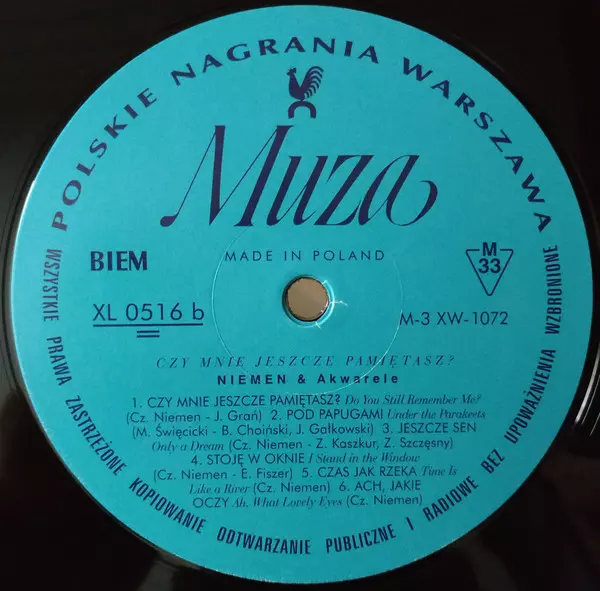 POLSKIE NAGRANIA WARSZAWA
Muza
BIEM
MADE IN POLAND
M
33
XL 0516 b
M-3 XW-1072
CZY MNIE JESZCZE PAMIĘTASZ?
NIEMEN & Akwarele
1. CZY MNIE JESZCZE PAMIĘTASZ? Do You Still Remember Me?
(Cz. Niemen - J. Grań) 2. POD PAPUGAMI Under the Parakeets
(M. Święcicki - B. Choiński, J. Gałkowski) 3. JESZCZE SEN
Only a Dream (Cz. Niemen - Z. Kaszkur, Z. Szczęsny)
4. STOJĘ W OKNIE I Stand in the Window
(Cz. Niemen - E. Fiszer) 5. CZAS JAK RZEKA Time Is
Like a River (Cz. Niemen) 6. ACH, JAKIE
OCZY Ah, What Lovely Eyes (Cz. Niemen)
WSZYSTKIE PRAWA ZASTRZEŻONE KOPIOWANIE ODTWARZANIE PUBLICZNE I RADIOWE BEZ UPOWAŻNIENIA WZBRONIONE